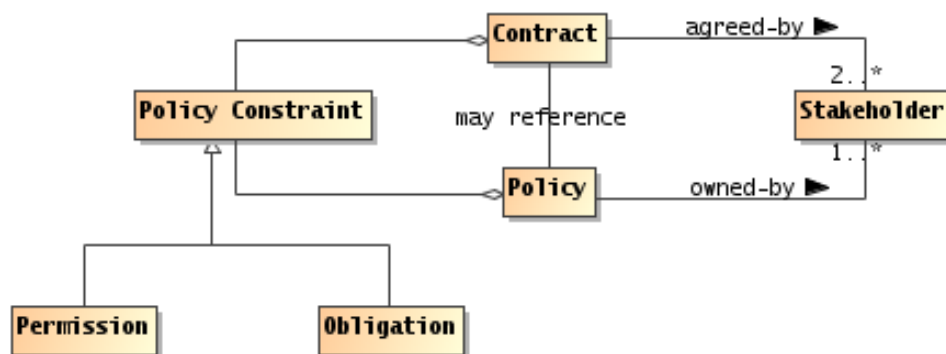 Contract
agreed-by ►
2..*
Policy Constraint
may reference
Stakeholder
1..*
Policy
owned-by ►
Permission
Obligation